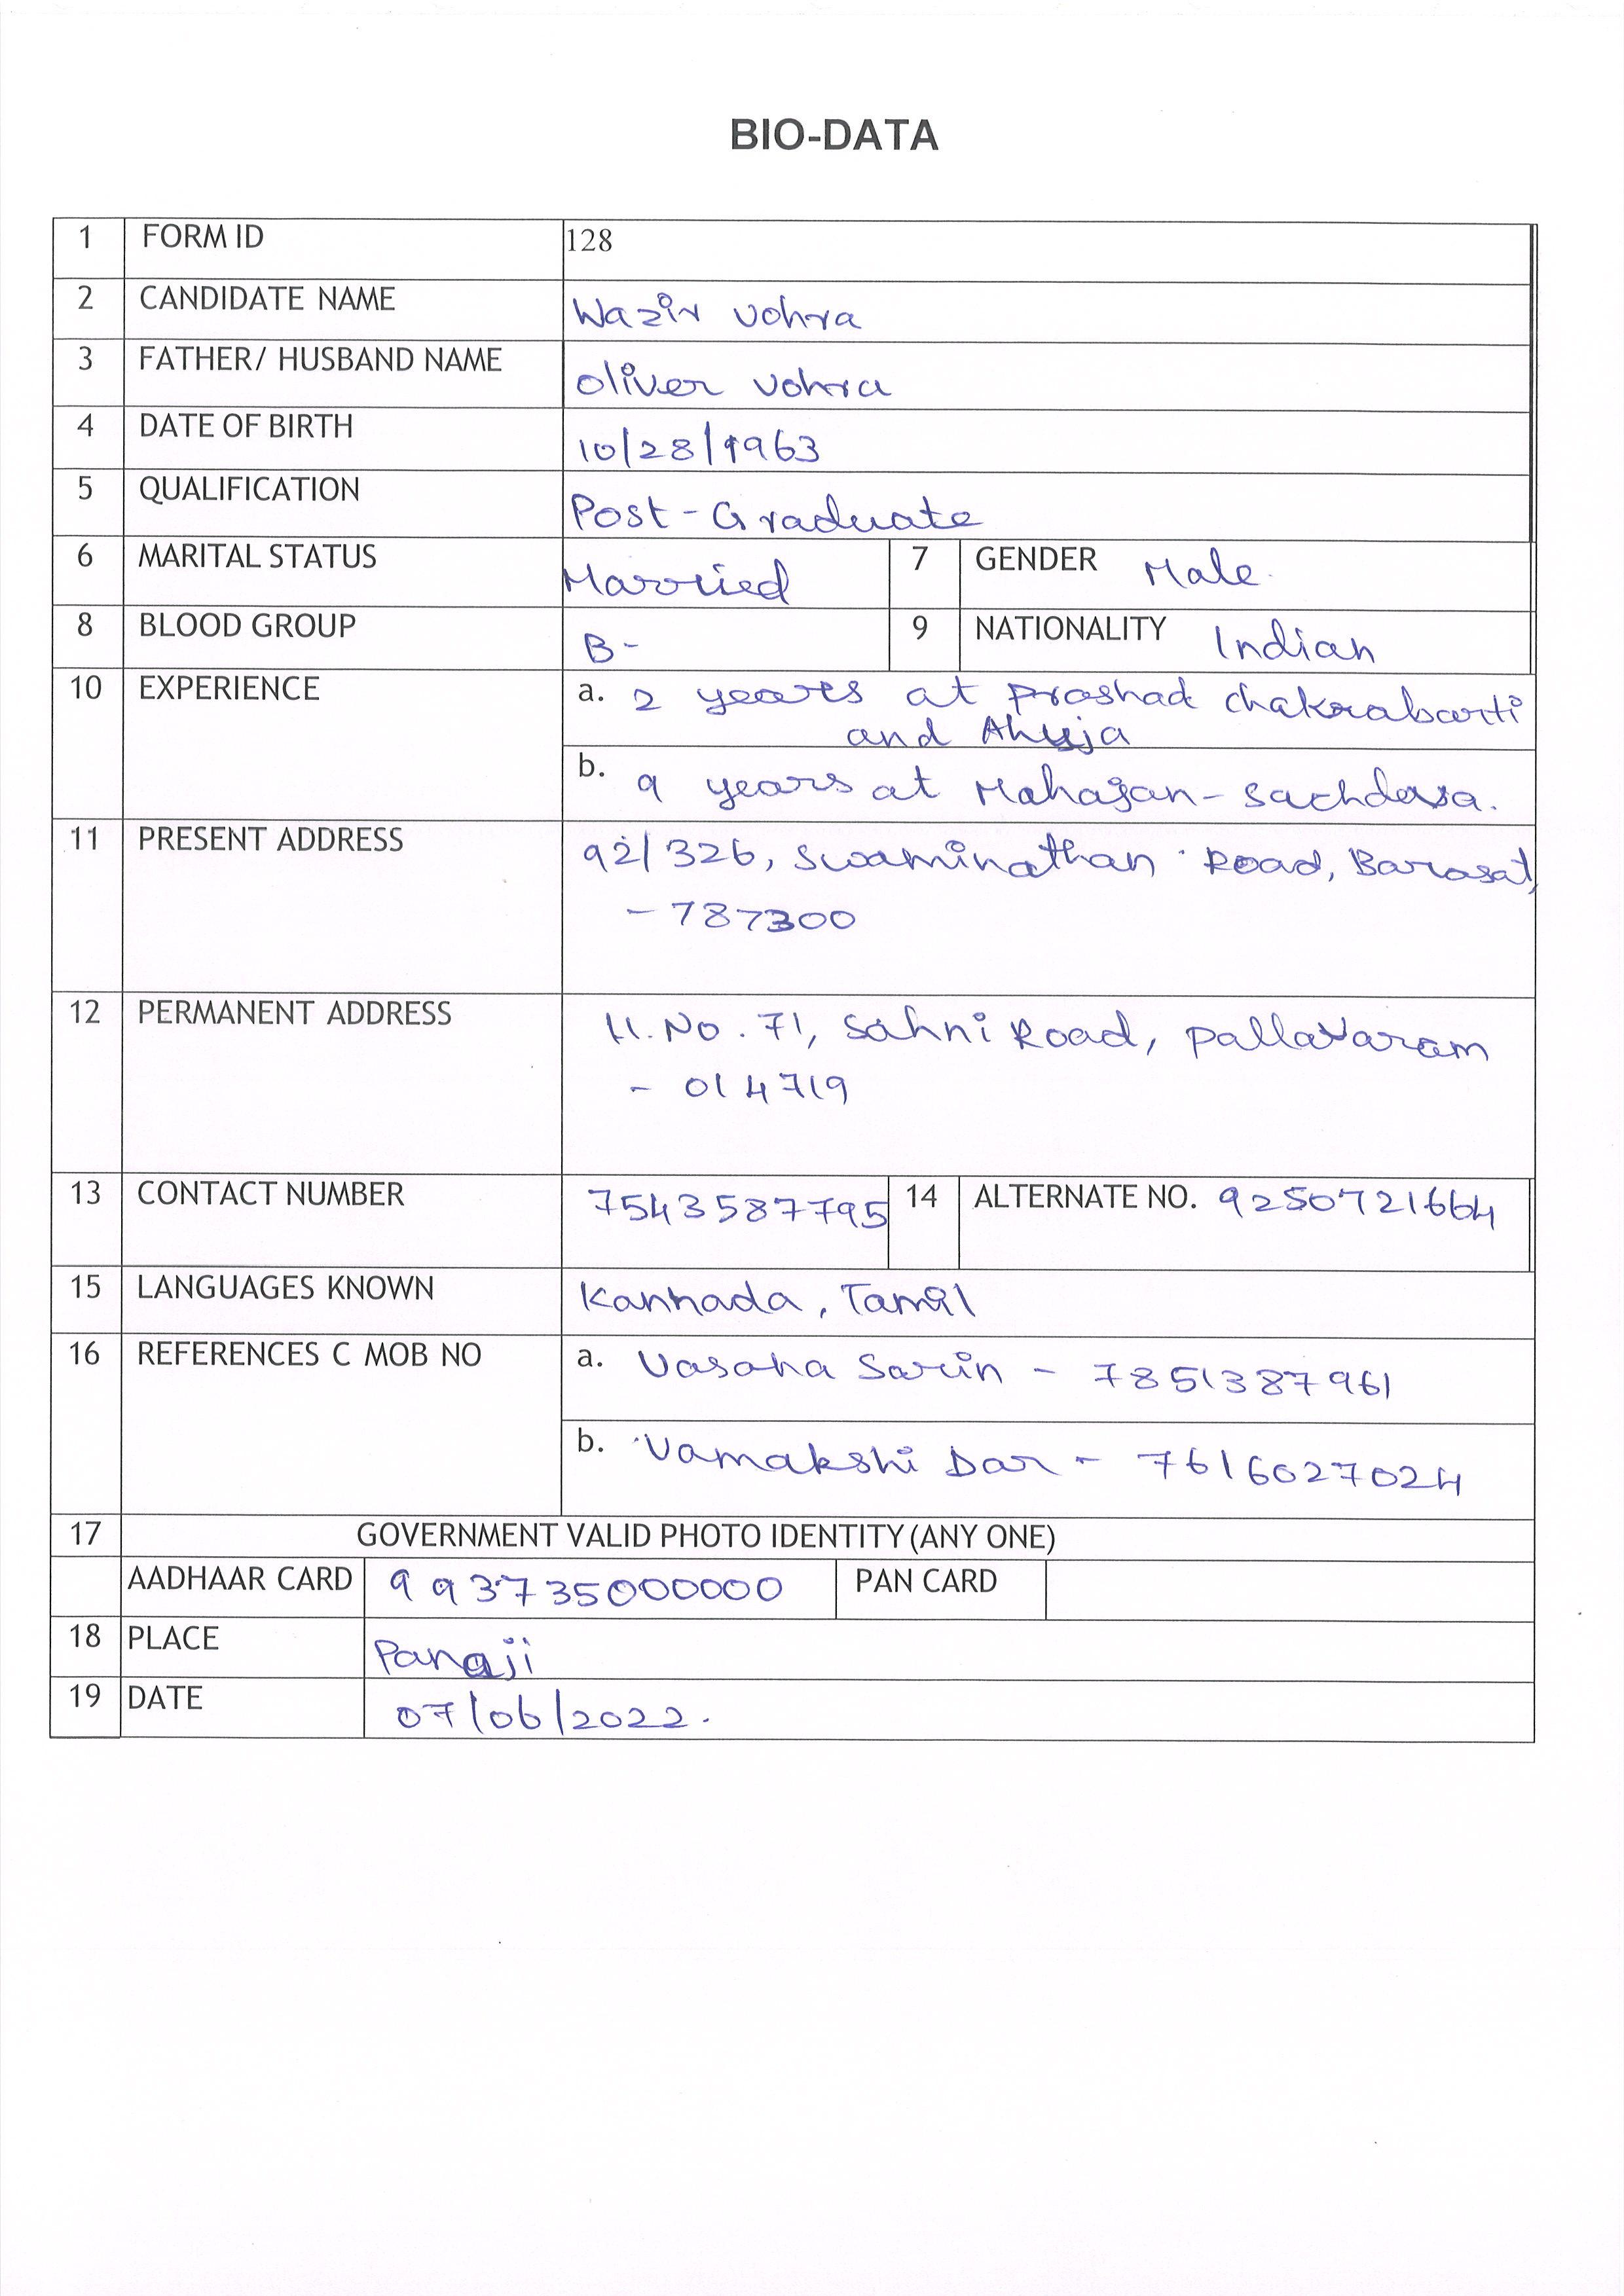 BIO-DATA
1 FORM ID 128
2 CANDIDATE NAME Wazir Vohra
3 FATHER/ HUSBAND NAME Oliver Vohra
4 DATE OF BIRTH 10/28/1963
5 QUALIFICATION Post-Graduate
6 MARITAL STATUS Married 7 GENDER Male
8 BLOOD GROUP B- 9 NATIONALITY Indian
10 EXPERIENCE a. 2 years at Prashad Chakrabarti
and Ahuja
b. 9 years at Mahajan-Sachdeva.
11 PRESENT ADDRESS 92/326, Swaminathan Road, Barasat,
- 787300
12 PERMANENT ADDRESS H.No. 71, Sahni Road, Pallavaram
- 014719
13 CONTACT NUMBER 7543587795 14 ALTERNATE NO. 9250721664
15 LANGUAGES KNOWN Kannada, Tamil
16 REFERENCES C MOB NO a. Vasana Sarin - 7851387961
b. Vamakshi Dar - 7616027024
17 GOVERNMENT VALID PHOTO IDENTITY (ANY ONE)
AADHAAR CARD 993735000000 PAN CARD
18 PLACE Panaji
19 DATE 07/06/2022.